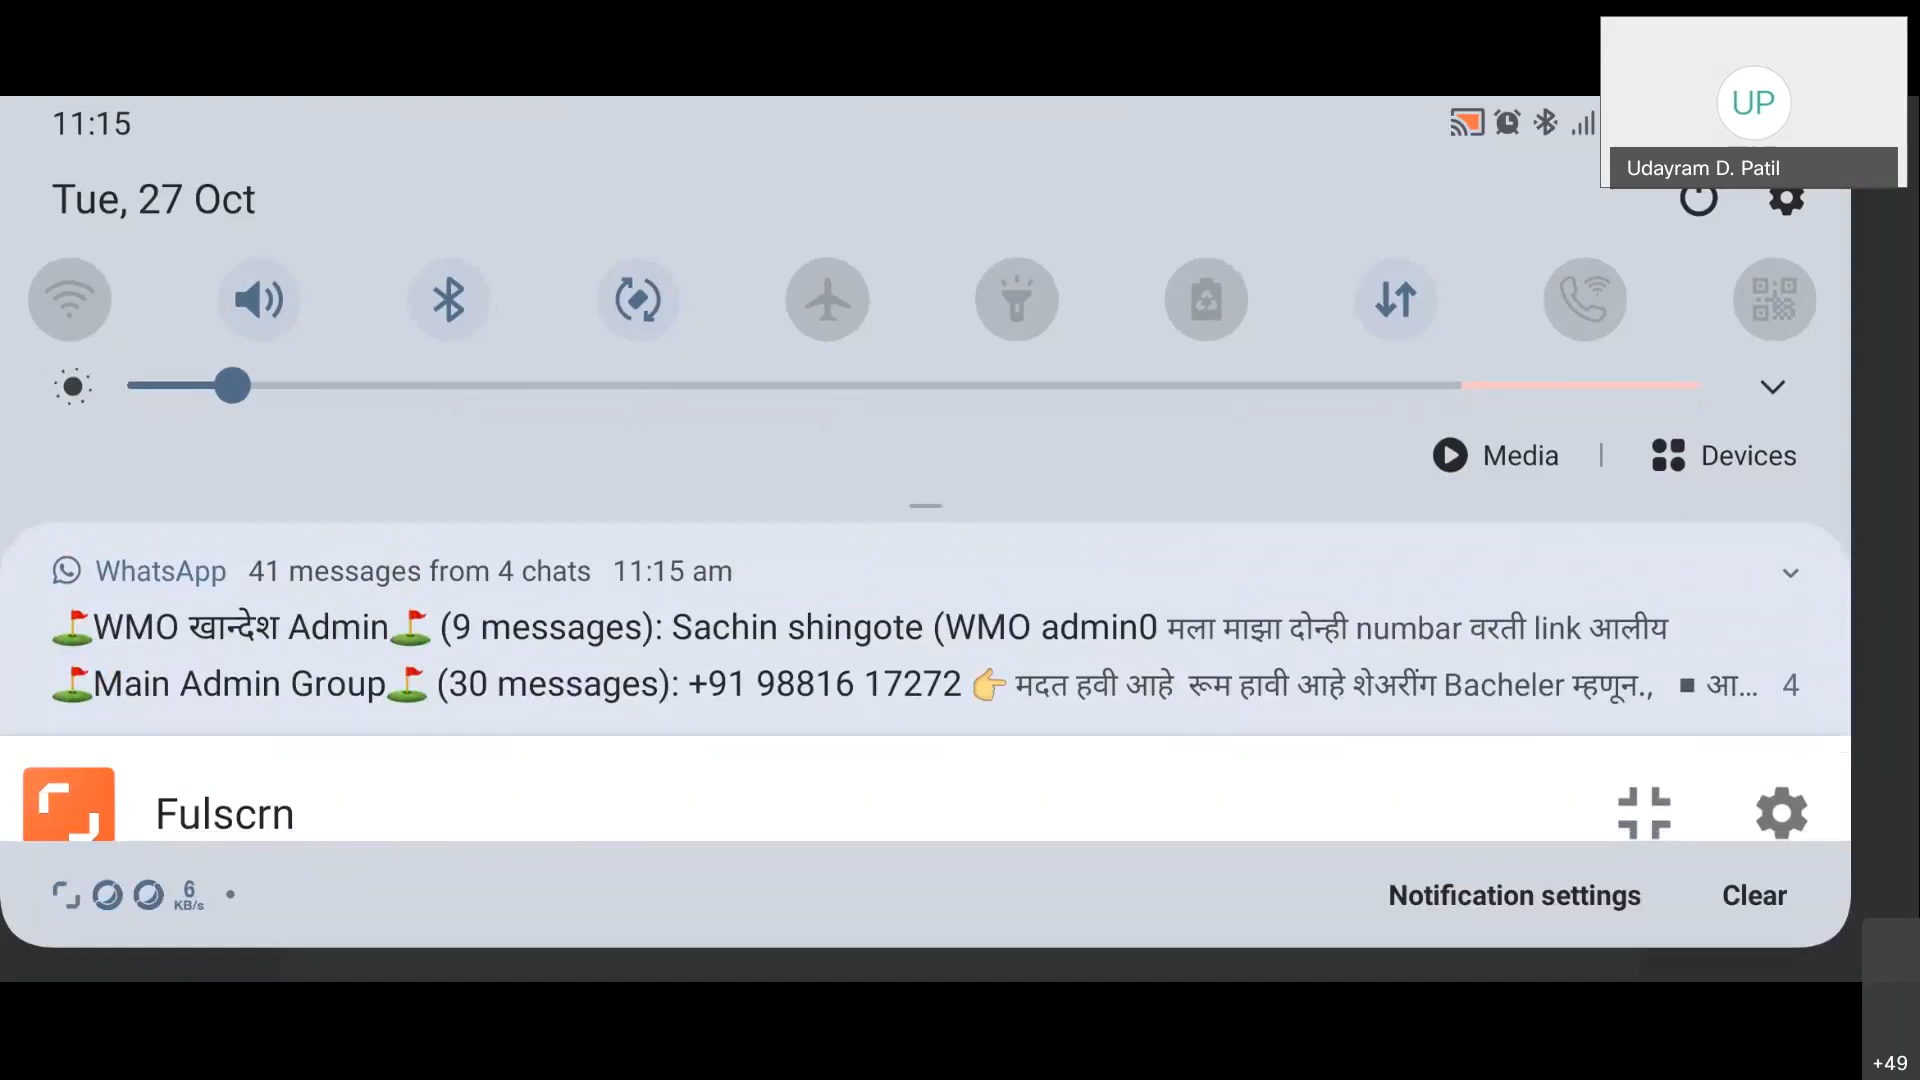 11:15
UP
Udayram D. Patil
Tue, 27 Oct
Media | Devices
WhatsApp 41 messages from 4 chats 11:15 am
⛳WMO खान्देश Admin⛳ (9 messages): Sachin shingote (WMO admin0 मला माझा दोन्ही numbar वरती link आलीय
⛳Main Admin Group⛳ (30 messages): +91 98816 17272 👉 मदत हवी आहे रूम हावी आहे शेअरींग Bacheler म्हणून., ▪ आ... 4
Fulscrn
6 KB/s
Notification settings Clear
+49